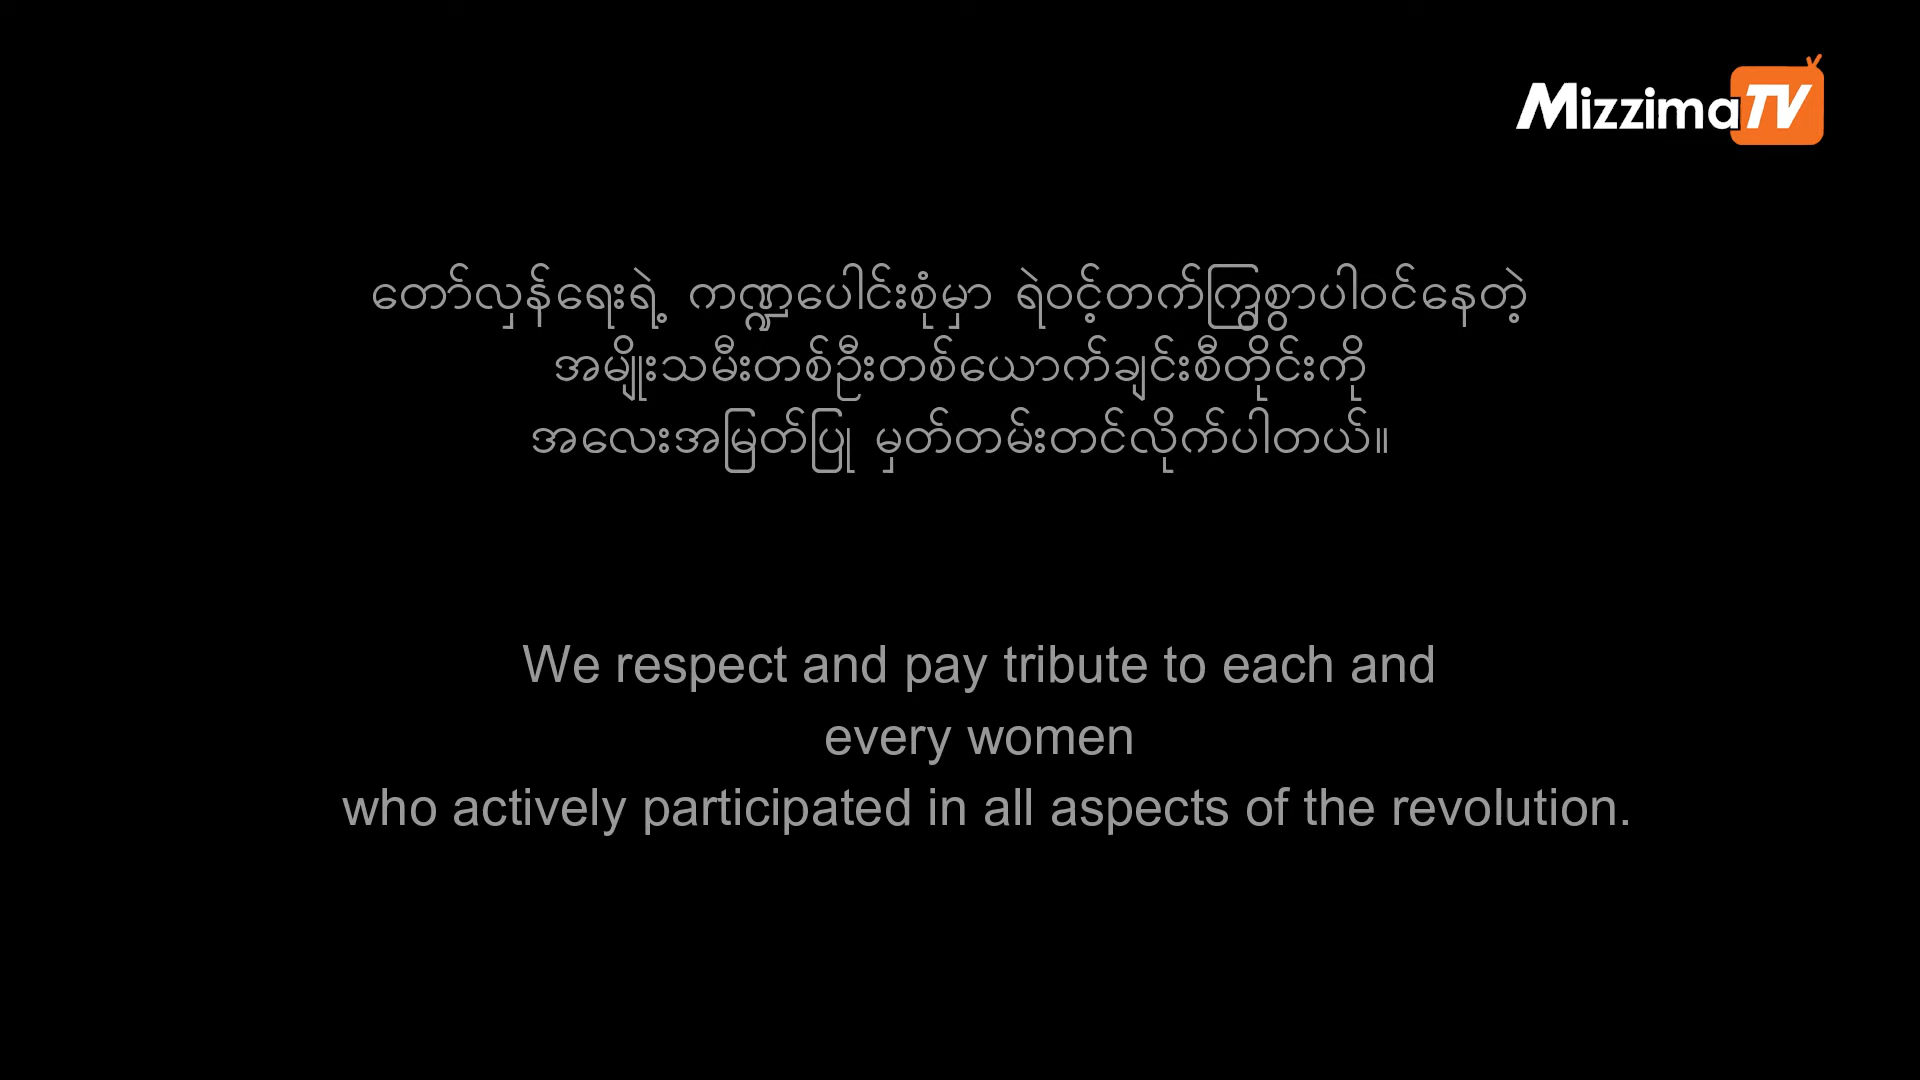 MizzimaTV
တော်လှန်ရေးရဲ့ ကဏ္ဍပေါင်းစုံမှာ ရဲဝင့်တက်ကြွစွာပါဝင်နေတဲ့
အမျိုးသမီးတစ်ဦးတစ်ယောက်ချင်းစီတိုင်းကို
အလေးအမြတ်ပြု မှတ်တမ်းတင်လိုက်ပါတယ်။
We respect and pay tribute to each and
every women
who actively participated in all aspects of the revolution.